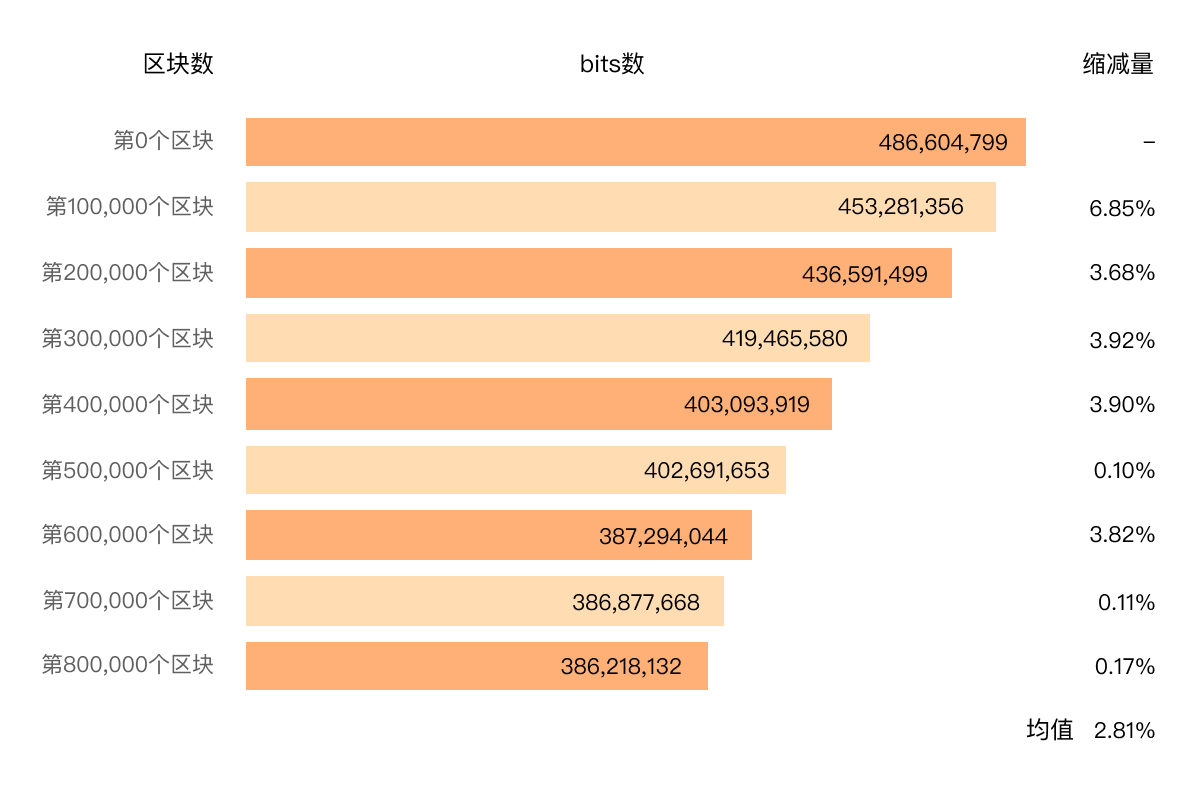 区块数 bits数 缩减量
第0个区块 486,604,799 –
第100,000个区块 453,281,356 6.85%
第200,000个区块 436,591,499 3.68%
第300,000个区块 419,465,580 3.92%
第400,000个区块 403,093,919 3.90%
第500,000个区块 402,691,653 0.10%
第600,000个区块 387,294,044 3.82%
第700,000个区块 386,877,668 0.11%
第800,000个区块 386,218,132 0.17%
均值 2.81%